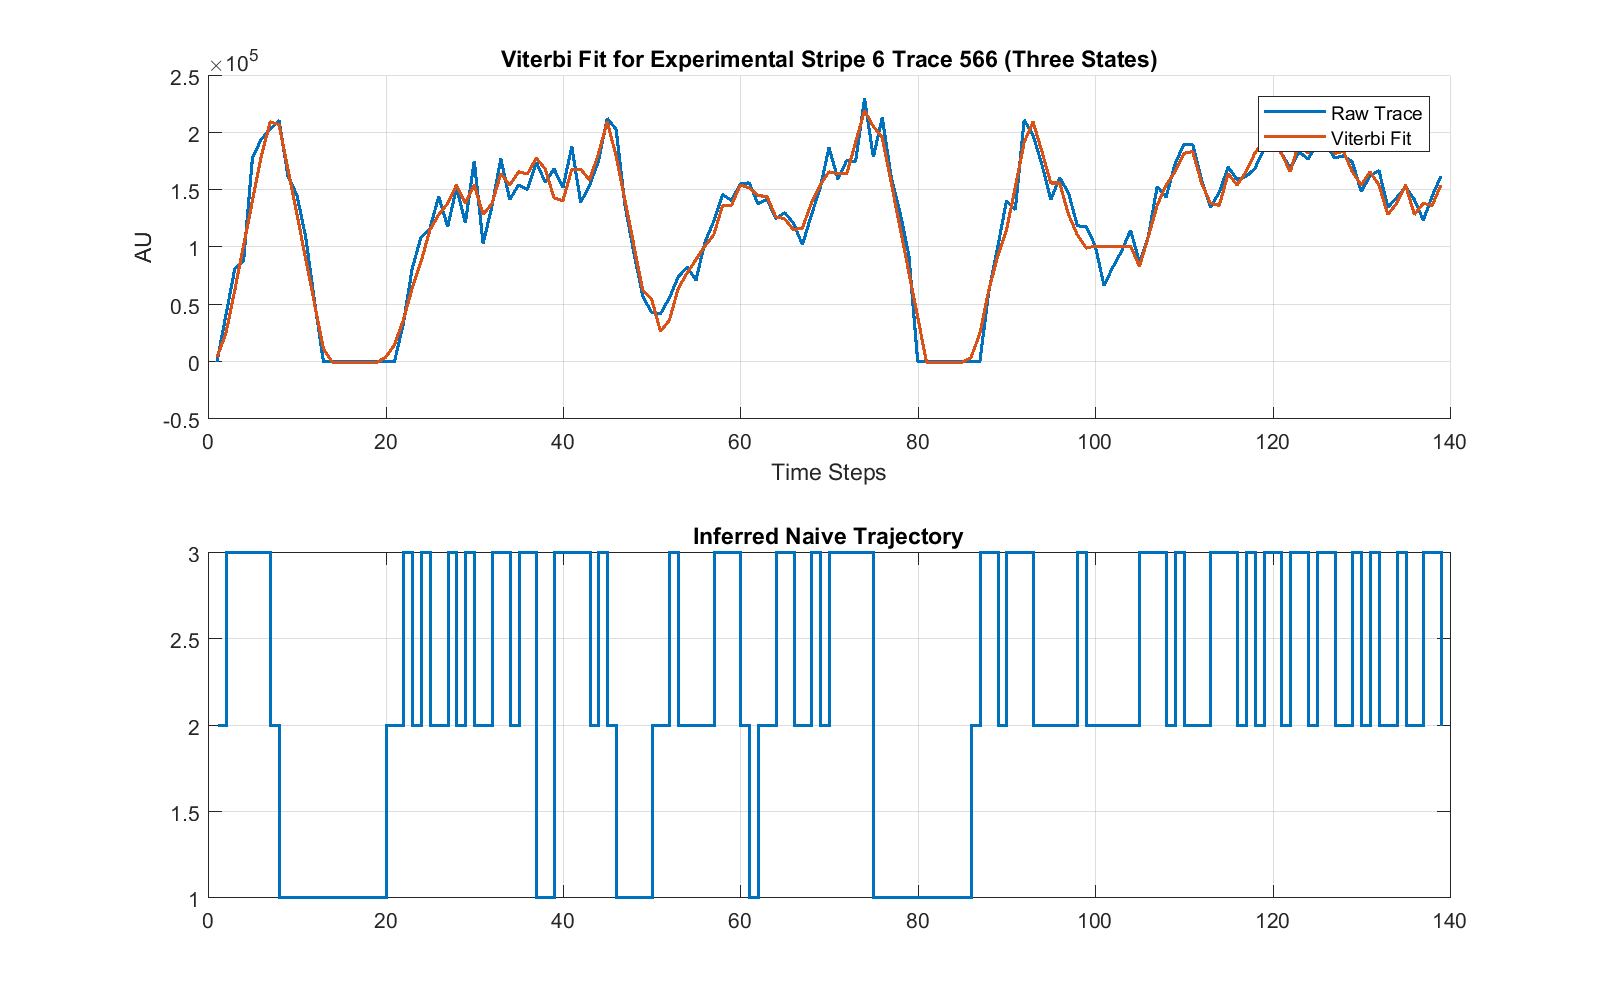 Viterbi Fit for Experimental Stripe 6 Trace 566 (Three States)
×10⁵
2.5
2
1.5
1
0.5
0
-0.5
AU
Raw Trace
Viterbi Fit
0 20 40 60 80 100 120 140
Time Steps
Inferred Naive Trajectory
3
2.5
2
1.5
1
0 20 40 60 80 100 120 140